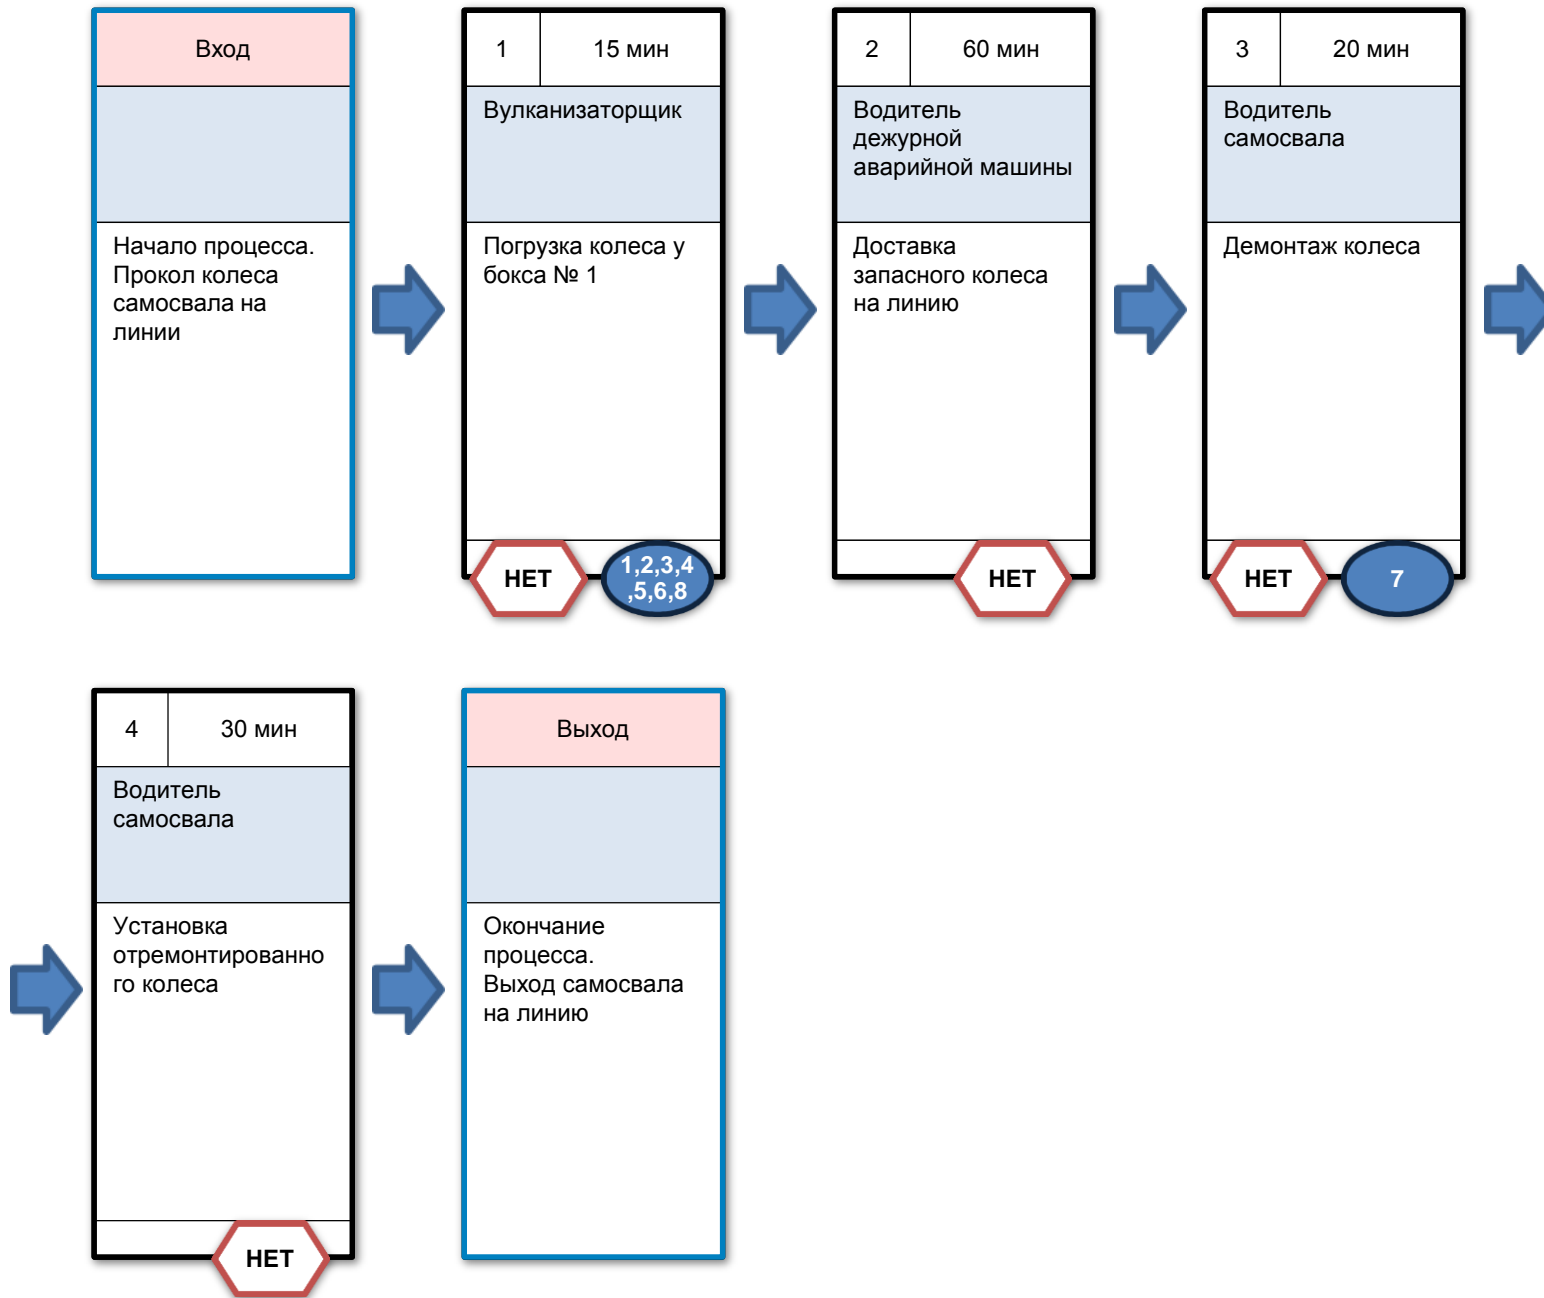 Вход
Начало процесса.
Прокол колеса
самосвала на
линии
1
15 мин
Вулканизаторщик
Погрузка колеса у
бокса № 1
НЕТ
1,2,3,4
,5,6,8
2
60 мин
Водитель
дежурной
аварийной машины
Доставка
запасного колеса
на линию
НЕТ
3
20 мин
Водитель
самосвала
Демонтаж колеса
НЕТ
7
4
30 мин
Водитель
самосвала
Установка
отремонтированно
го колеса
НЕТ
Выход
Окончание
процесса.
Выход самосвала
на линию